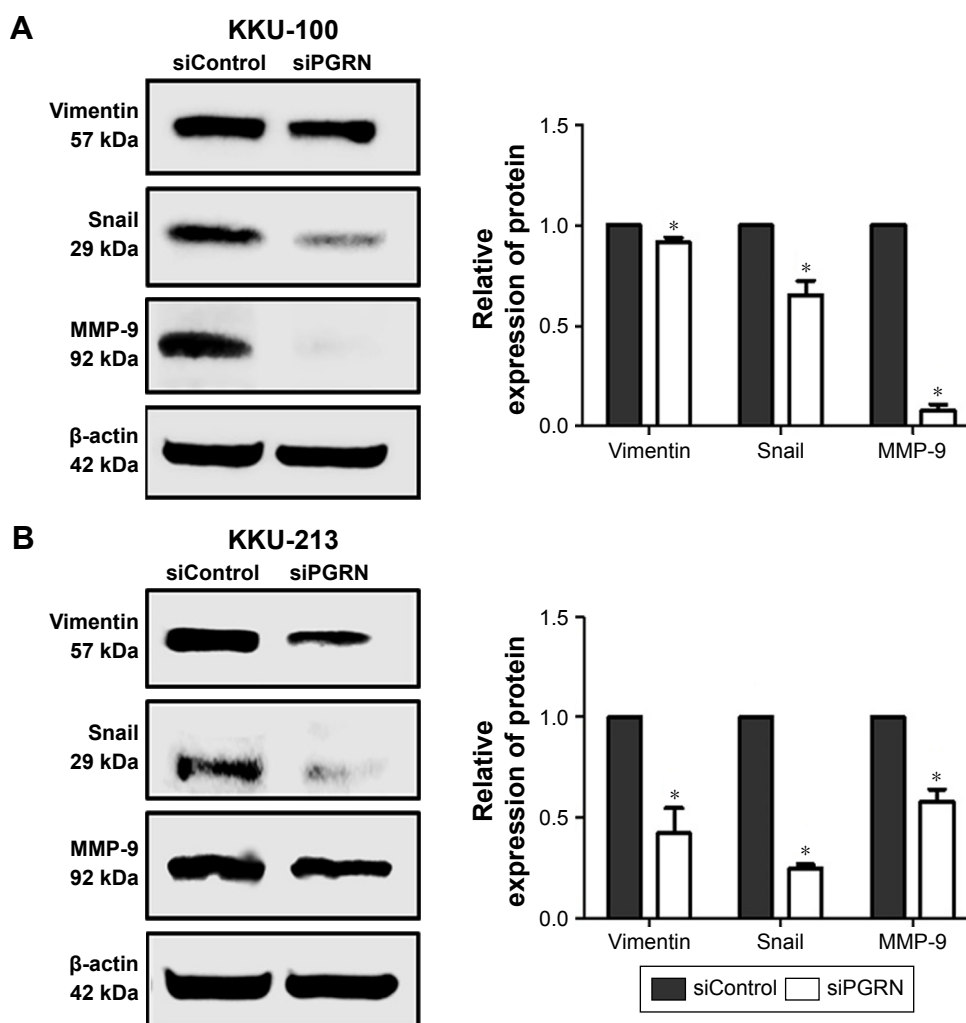 A
KKU-100
siControl siPGRN
Vimentin
57 kDa
Snail
29 kDa
MMP-9
92 kDa
β-actin
42 kDa
Relative
expression of protein
1.5
1.0
0.5
0.0
*
*
*
Vimentin Snail MMP-9
B
KKU-213
siControl siPGRN
Vimentin
57 kDa
Snail
29 kDa
MMP-9
92 kDa
β-actin
42 kDa
Relative
expression of protein
1.5
1.0
0.5
0.0
*
*
*
Vimentin Snail MMP-9
siControl siPGRN